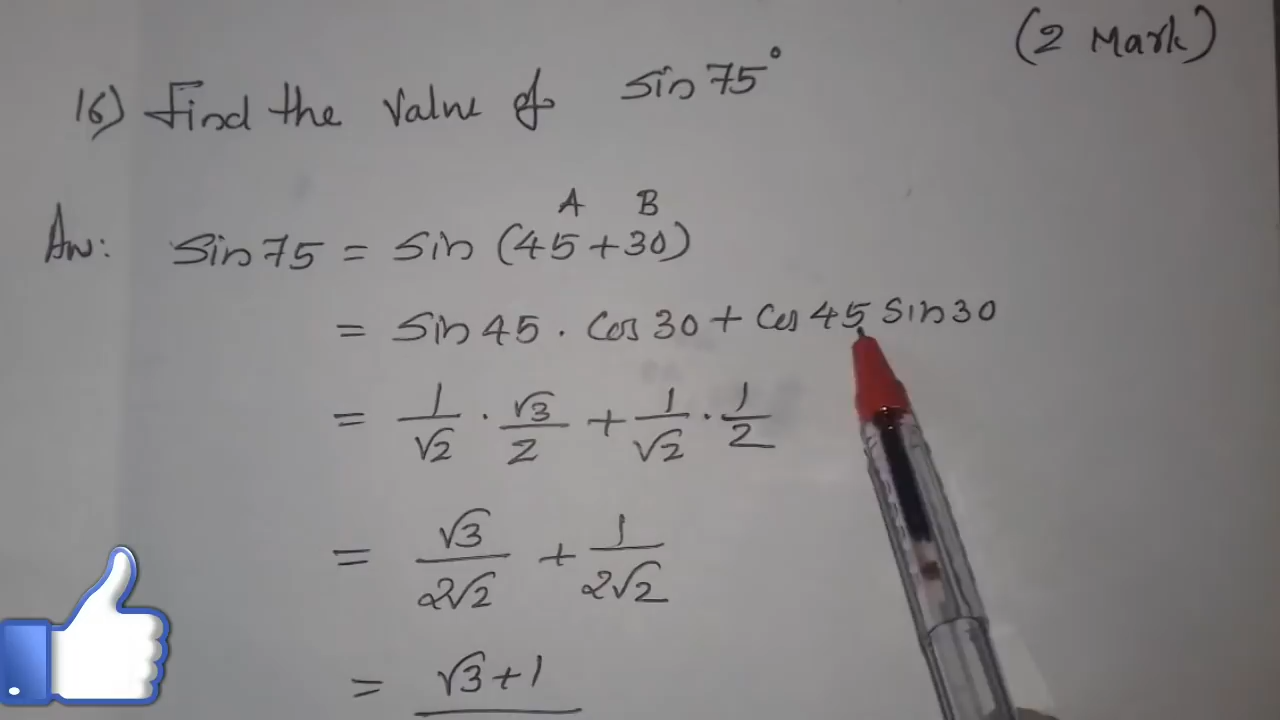 (2 Mark)
16) Find the value of sin 75°
A B
An: Sin 75 = sin (45 + 30)
= sin 45 . cos 30 + cos 45 sin 30
= 1/√2 . √3/2 + 1/√2 . 1/2
= √3/2√2 + 1/2√2
= √3 + 1